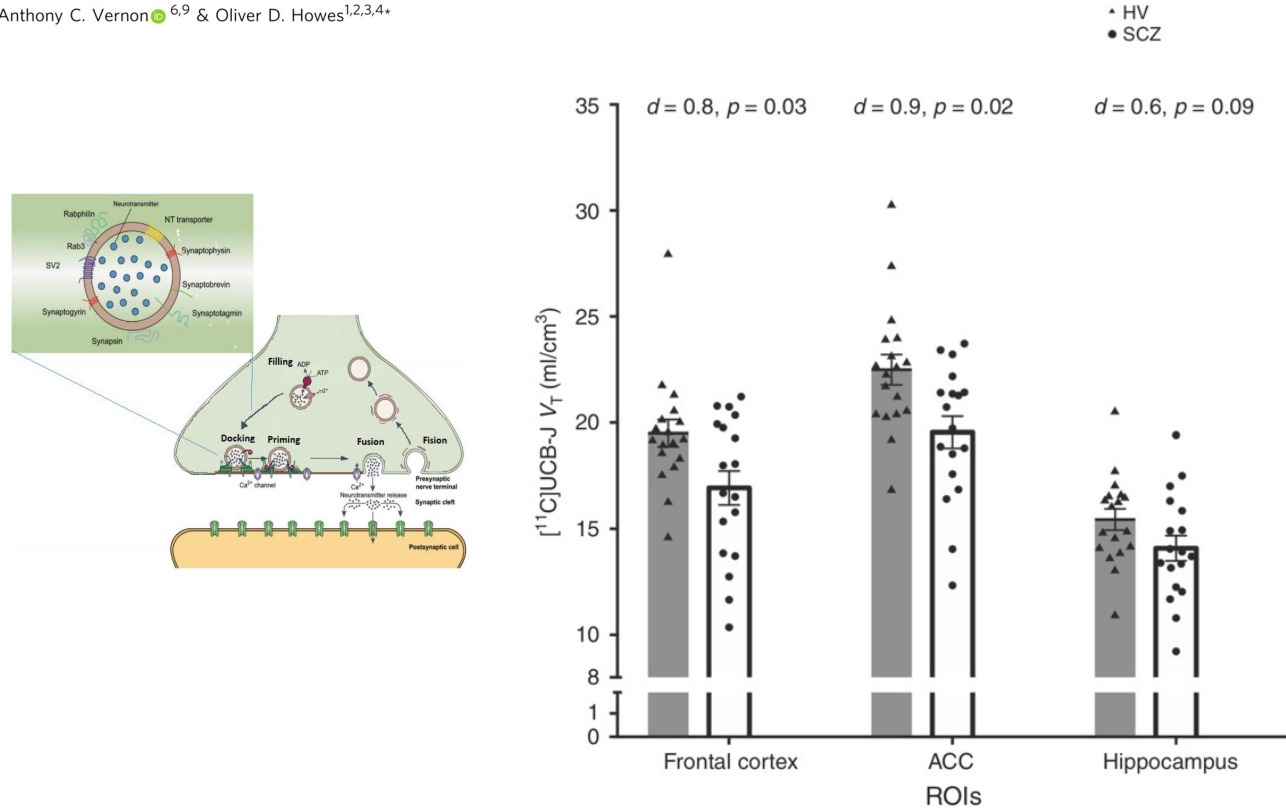 Anthony C. Vernon iD 6,9 & Oliver D. Howes1,2,3,4*
Neurotransmitter
Rabphilin
NT transporter
Rab3
Synaptophysin
SV2
Synaptobrevin
Synaptogyrin
Synaptotagmin
Synapsin
Filling
ADP
ATP
Docking
Priming
Fusion
Fision
Ca2+ channel
Ca2+
Presynaptic
nerve terminal
Neurotransmitter release
Synaptic cleft
Postsynaptic cell
HV
SCZ
d = 0.8, p = 0.03
d = 0.9, p = 0.02
d = 0.6, p = 0.09
[11C]UCB-J VT (ml/cm3)
35
30
25
20
15
10
8
1
0
Frontal cortex
ACC
Hippocampus
ROIs